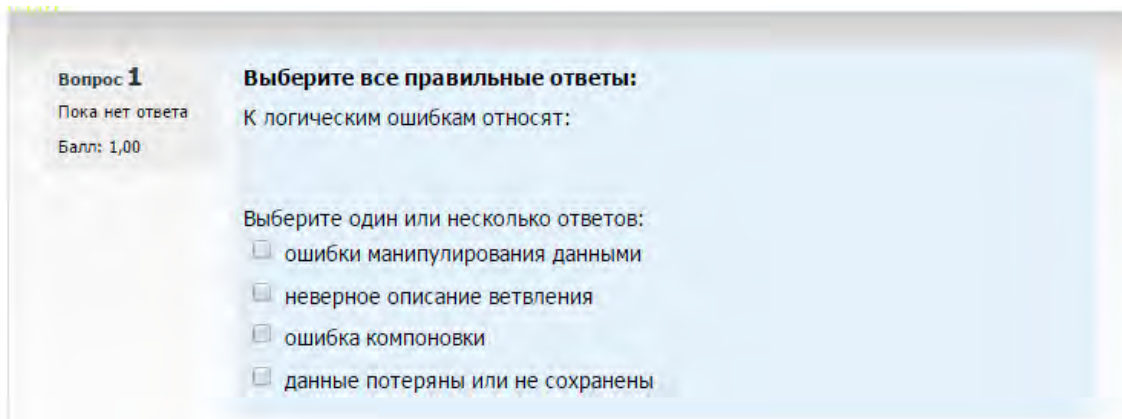 Вопрос 1
Пока нет ответа
Балл: 1,00
Выберите все правильные ответы:
К логическим ошибкам относят:
Выберите один или несколько ответов:
ошибки манипулирования данными
неверное описание ветвления
ошибка компоновки
данные потеряны или не сохранены